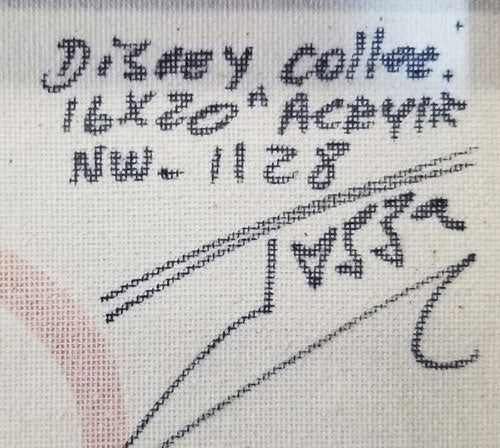 Disney collec.
16x20" Acrylic
NW-1128